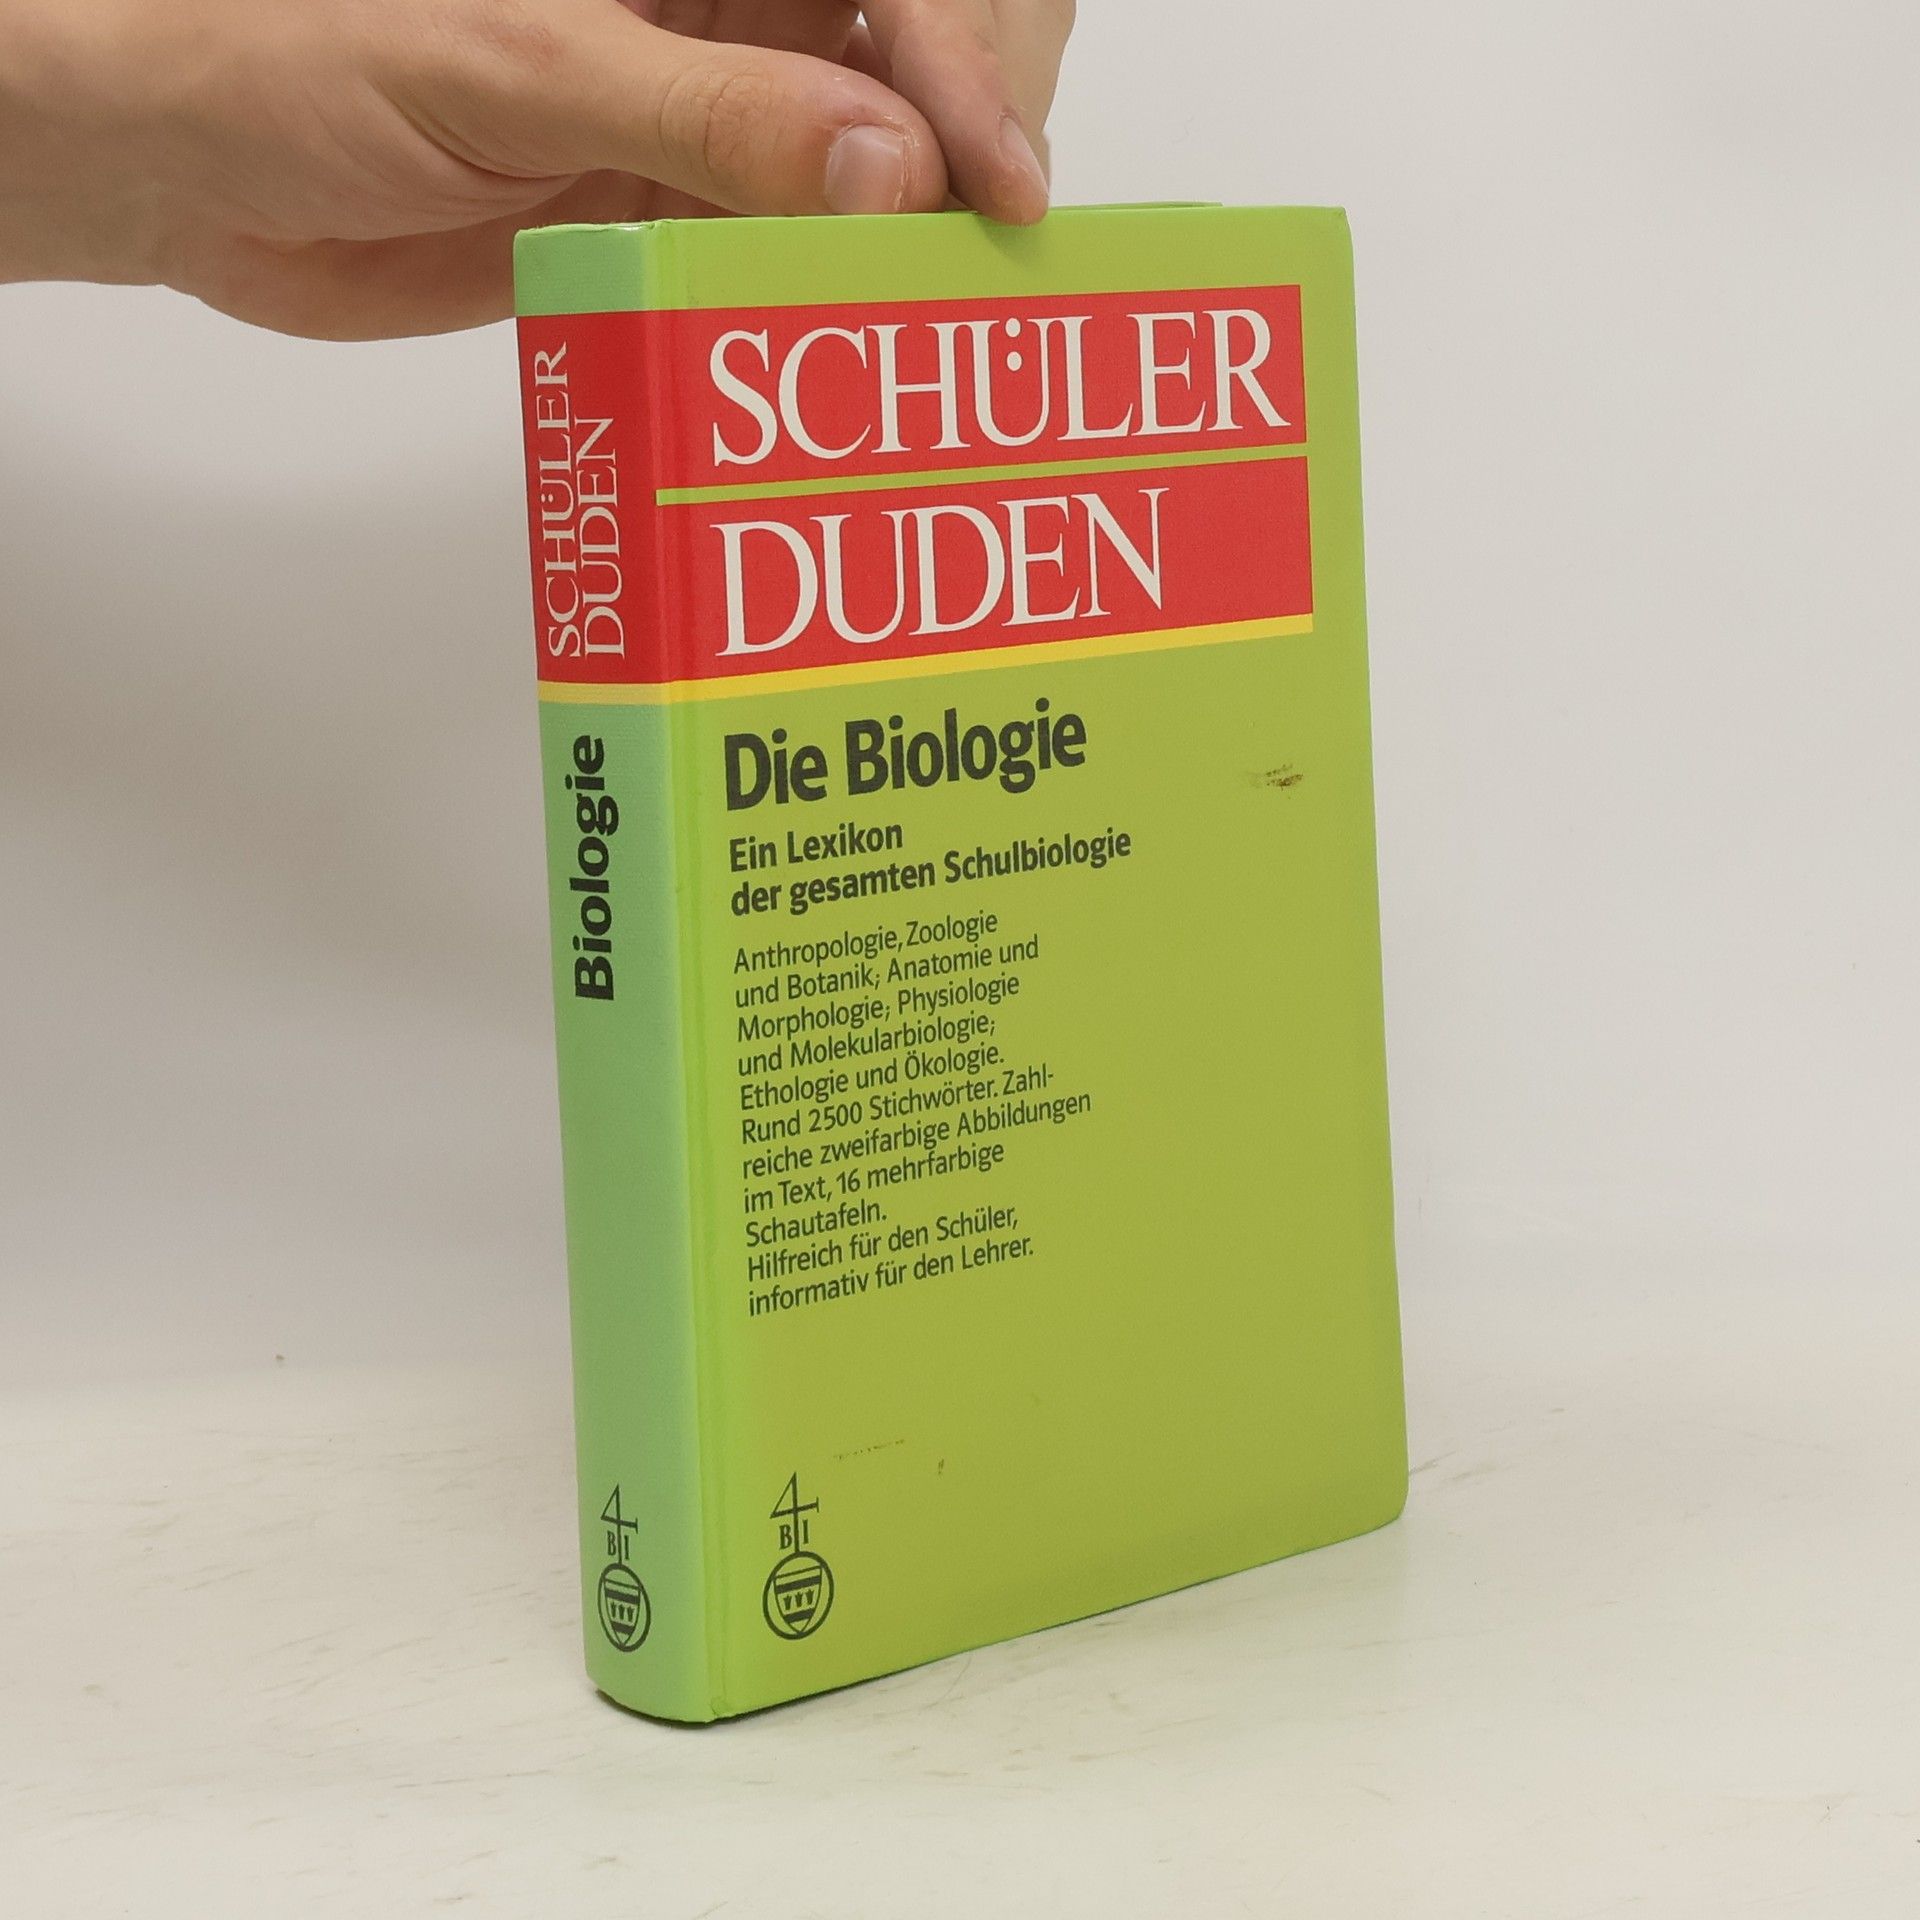 SCHÜLER
DUDEN
Biologie
B I
SCHÜLER
DUDEN
Die Biologie
Ein Lexikon
der gesamten Schulbiologie
Anthropologie, Zoologie
und Botanik; Anatomie und
Morphologie; Physiologie
und Molekularbiologie;
Ethologie und Ökologie.
Rund 2500 Stichwörter. Zahl-
reiche zweifarbige Abbildungen
im Text, 16 mehrfarbige
Schautafeln.
Hilfreich für den Schüler,
informativ für den Lehrer.
B I